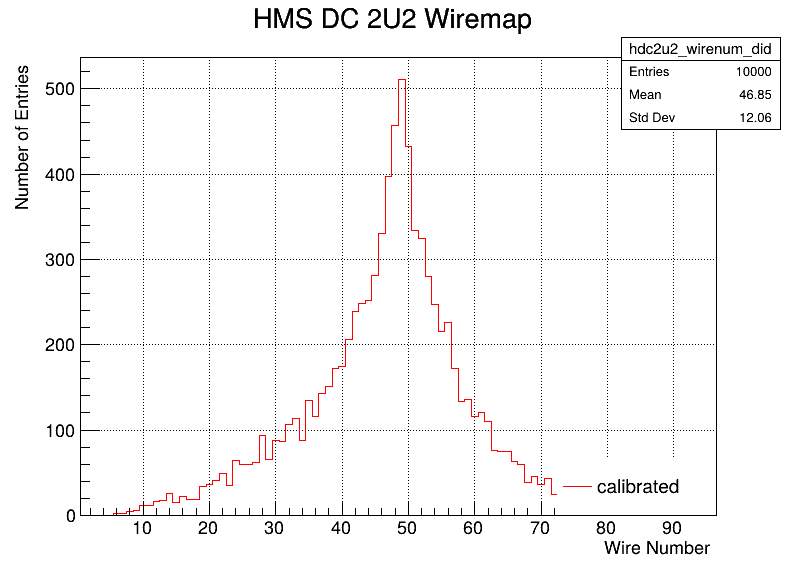 HMS DC 2U2 Wiremap
hdc2u2_wirenum_did
Entries 10000
Mean 46.85
Std Dev 12.06
Number of Entries
500
400
300
200
100
0
10 20 30 40 50 60 70 80 90
Wire Number
calibrated